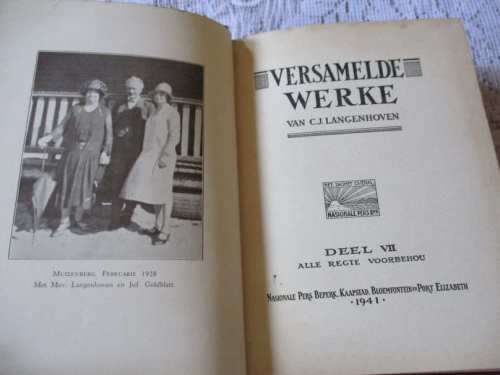 Muizenberg, Februarie 1928
Met Mev. Langenhoven en Juf. Goldblatt
VERSAMELDE
WERKE
VAN C.J. LANGENHOVEN
NASIONALE PERS BPK
DEEL VII
ALLE REGTE VOORBEHOU
NASIONALE PERS BEPERK, KAAPSTAD, BLOEMFONTEIN EN PORT ELIZABETH
·1941·